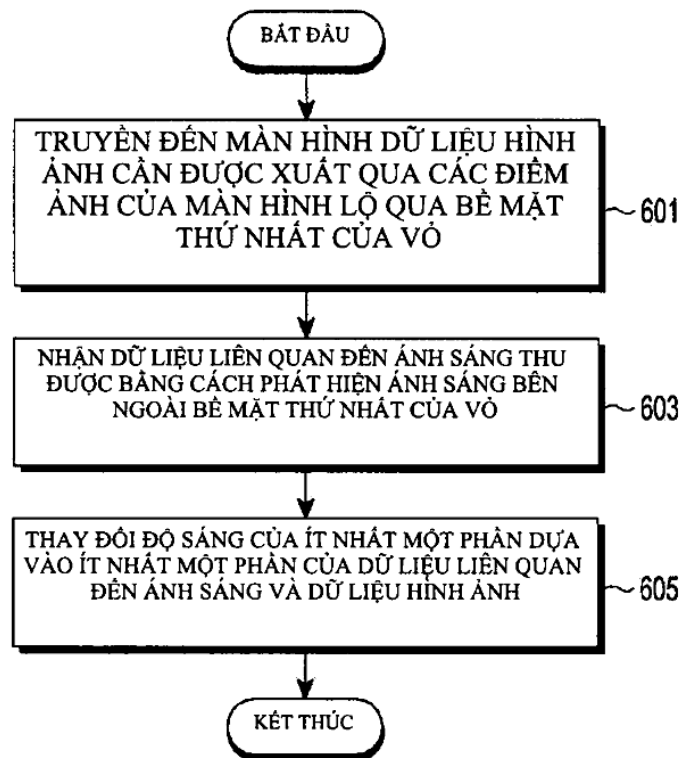 BẮT ĐẦU
TRUYỀN ĐẾN MÀN HÌNH DỮ LIỆU HÌNH
ẢNH CẦN ĐƯỢC XUẤT QUA CÁC ĐIỂM
ẢNH CỦA MÀN HÌNH LỘ QUA BỀ MẶT
THỨ NHẤT CỦA VỎ
601
NHẬN DỮ LIỆU LIÊN QUAN ĐẾN ÁNH SÁNG THU
ĐƯỢC BẰNG CÁCH PHÁT HIỆN ÁNH SÁNG BÊN
NGOÀI BỀ MẶT THỨ NHẤT CỦA VỎ
603
THAY ĐỔI ĐỘ SÁNG CỦA ÍT NHẤT MỘT PHẦN DỰA
VÀO ÍT NHẤT MỘT PHẦN CỦA DỮ LIỆU LIÊN QUAN
ĐẾN ÁNH SÁNG VÀ DỮ LIỆU HÌNH ẢNH
605
KẾT THÚC